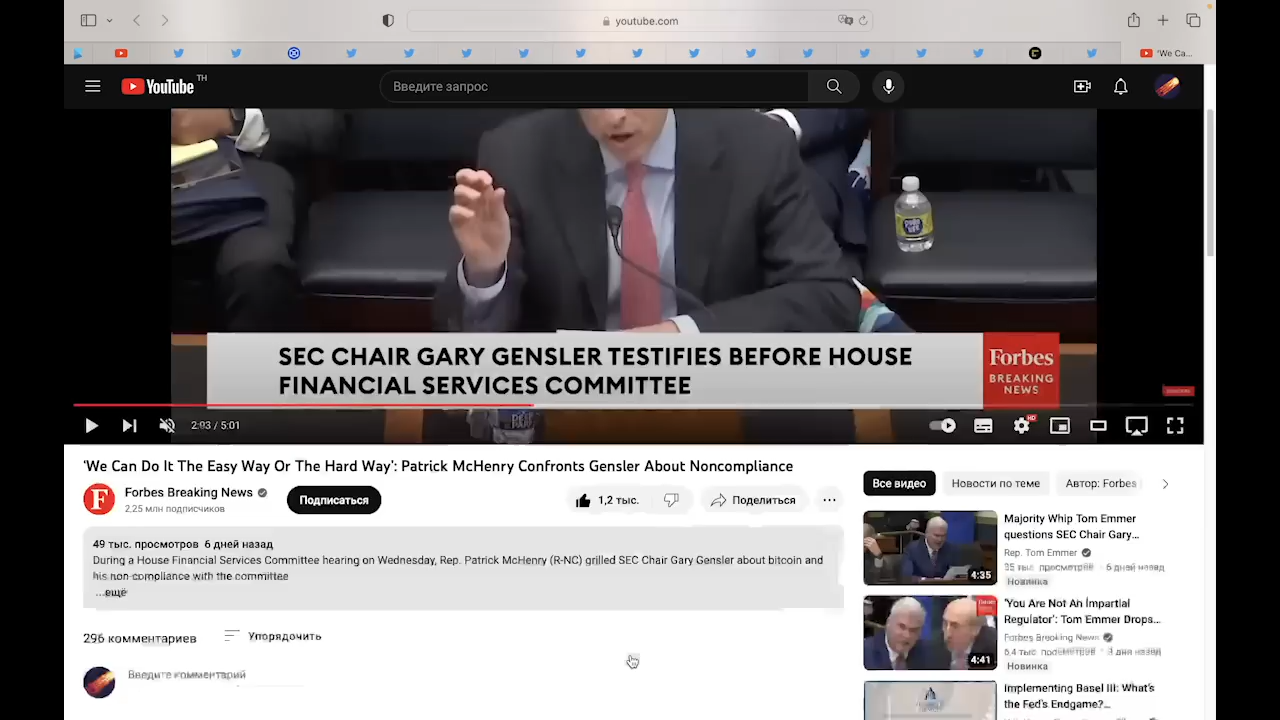 youtube.com
'We Ca...
YouTube TH
Введите запрос
SEC CHAIR GARY GENSLER TESTIFIES BEFORE HOUSE
FINANCIAL SERVICES COMMITTEE
Forbes
BREAKING
NEWS
HD
2:03 / 5:01
'We Can Do It The Easy Way Or The Hard Way': Patrick McHenry Confronts Gensler About Noncompliance
F
Forbes Breaking News
2,25 млн подписчиков
Подписаться
1,2 тыс.
Поделиться
49 тыс. просмотров 6 дней назад
During a House Financial Services Committee hearing on Wednesday, Rep. Patrick McHenry (R-NC) grilled SEC Chair Gary Gensler about bitcoin and
his non compliance with the committee
...ещё
296 комментариев
Упорядочить
Введите комментарий
Все видео
Новости по теме
Автор: Forbes
Majority Whip Tom Emmer
questions SEC Chair Gary...
Rep. Tom Emmer
35 тыс. просмотров • 6 дней назад
Новинка
4:35
'You Are Not An Impartial
Regulator': Tom Emmer Drops...
Forbes Breaking News
6,4 тыс. просмотров • 3 дня назад
Новинка
4:41
Implementing Basel III: What's
the Fed's Endgame?...